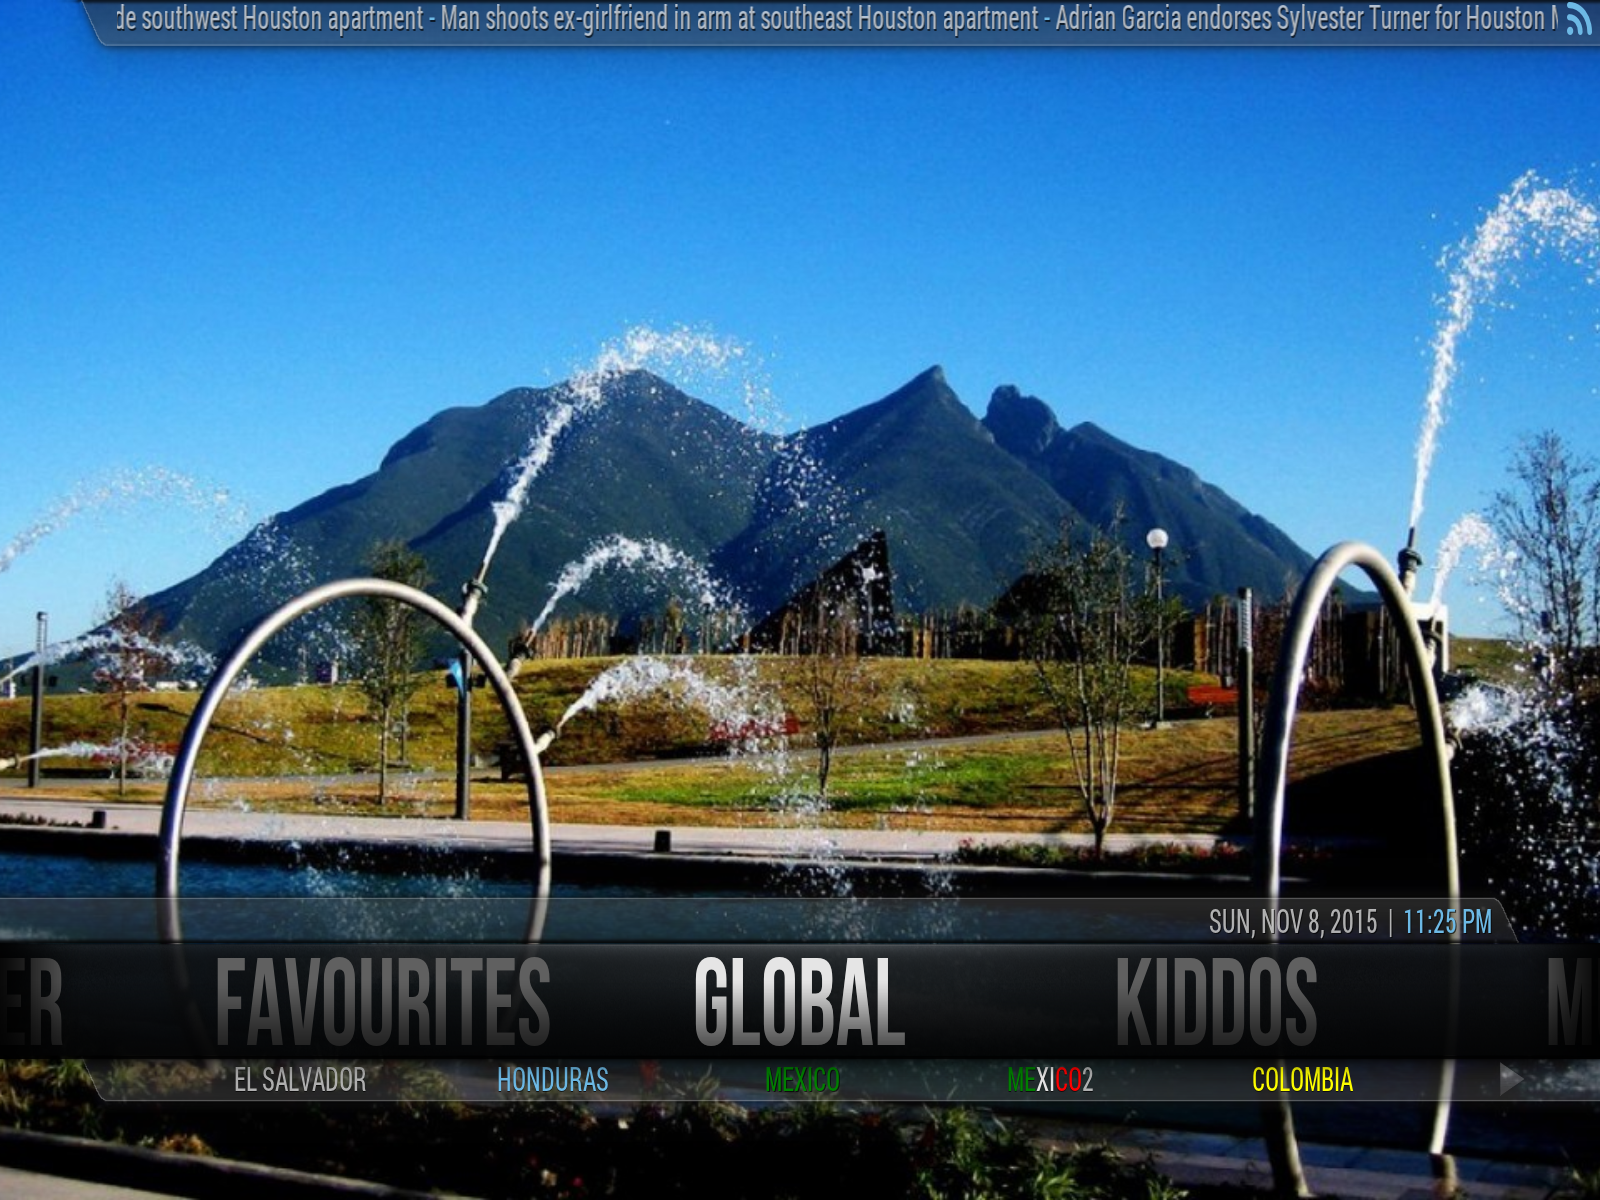 de southwest Houston apartment - Man shoots ex-girlfriend in arm at southeast Houston apartment - Adrian Garcia endorses Sylvester Turner for Houston
SUN, NOV 8, 2015 | 11:25 PM
ER FAVOURITES GLOBAL KIDDOS M
EL SALVADOR HONDURAS MEXICO MEXICO2 COLOMBIA